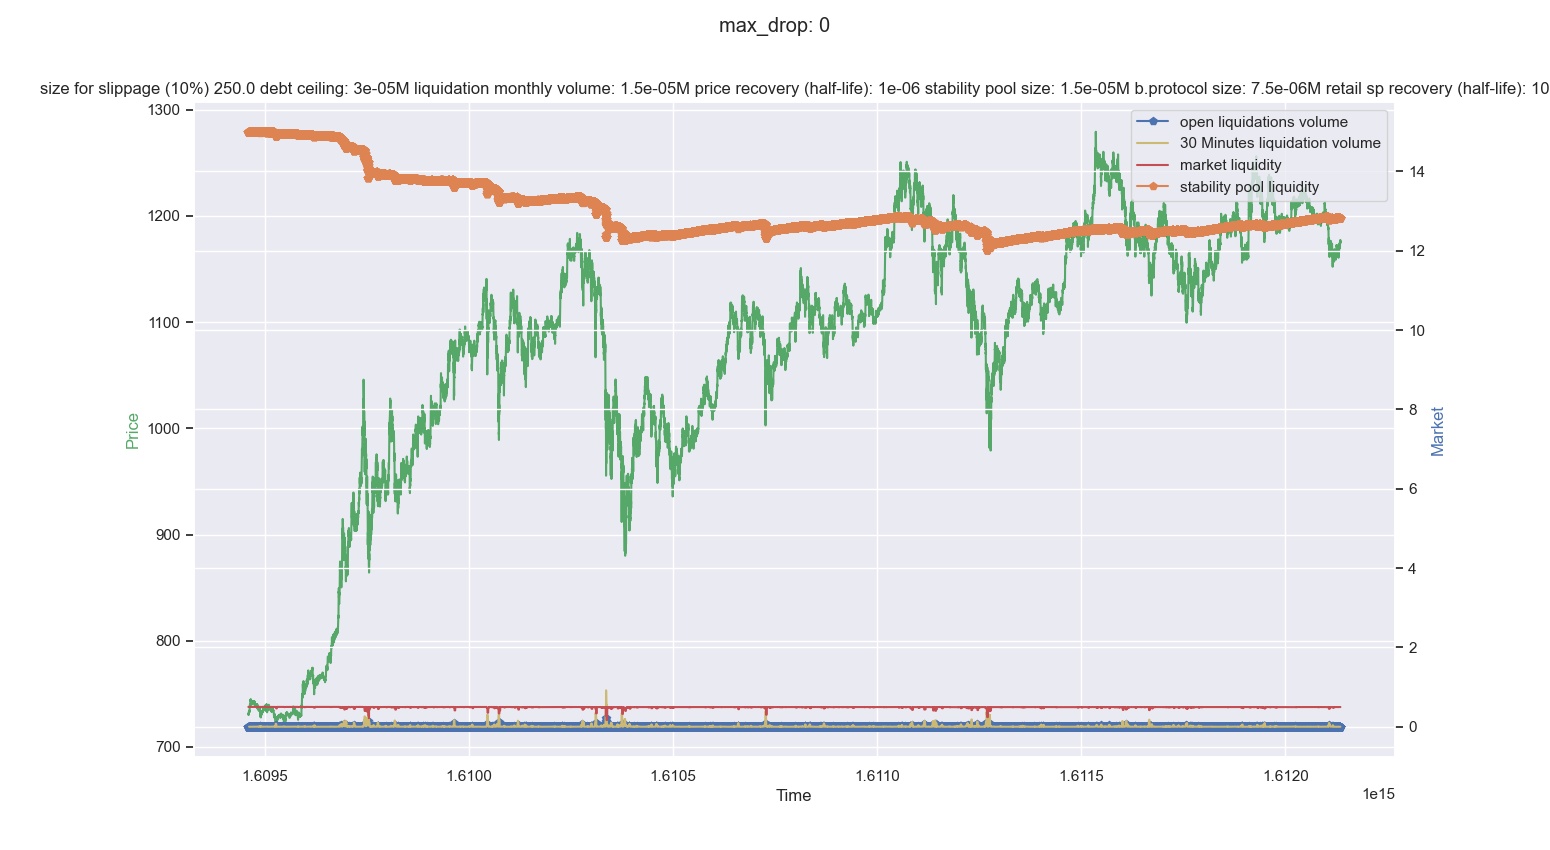 max_drop: 0
size for slippage (10%) 250.0 debt ceiling: 3e-05M liquidation monthly volume: 1.5e-05M price recovery (half-life): 1e-06 stability pool size: 1.5e-05M b.protocol size: 7.5e-06M retail sp recovery (half-life): 10
open liquidations volume
30 Minutes liquidation volume
market liquidity
stability pool liquidity
1300
1200
1100
1000
900
800
700
Price
14
12
10
8
6
4
2
0
Market
1.6095 1.6100 1.6105 1.6110 1.6115 1.6120
Time
1e15